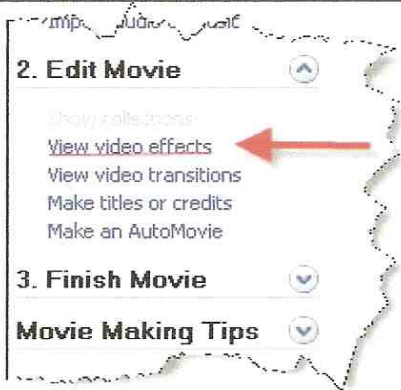 2. Edit Movie
Show collections
View video effects
View video transitions
Make titles or credits
Make an AutoMovie
3. Finish Movie
Movie Making Tips